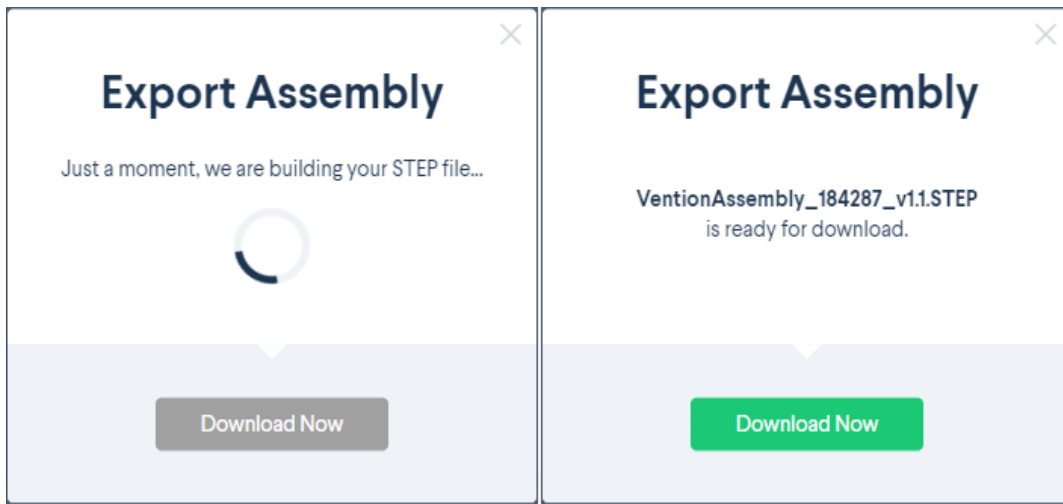 Export Assembly
Just a moment, we are building your STEP file...
Download Now
Export Assembly
VentionAssembly_184287_v1.1.STEP
is ready for download.
Download Now